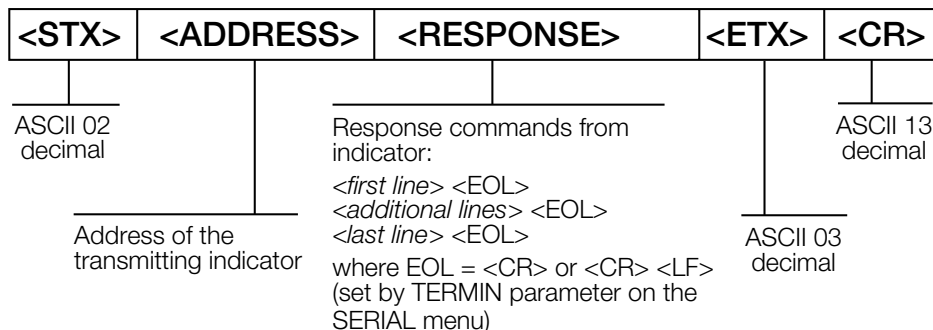 <STX> <ADDRESS> <RESPONSE> <ETX> <CR>
ASCII 02
decimal
Address of the
transmitting indicator
Response commands from
indicator:
<first line> <EOL>
<additional lines> <EOL>
<last line> <EOL>
where EOL = <CR> or <CR> <LF>
(set by TERMIN parameter on the
SERIAL menu)
ASCII 03
decimal
ASCII 13
decimal